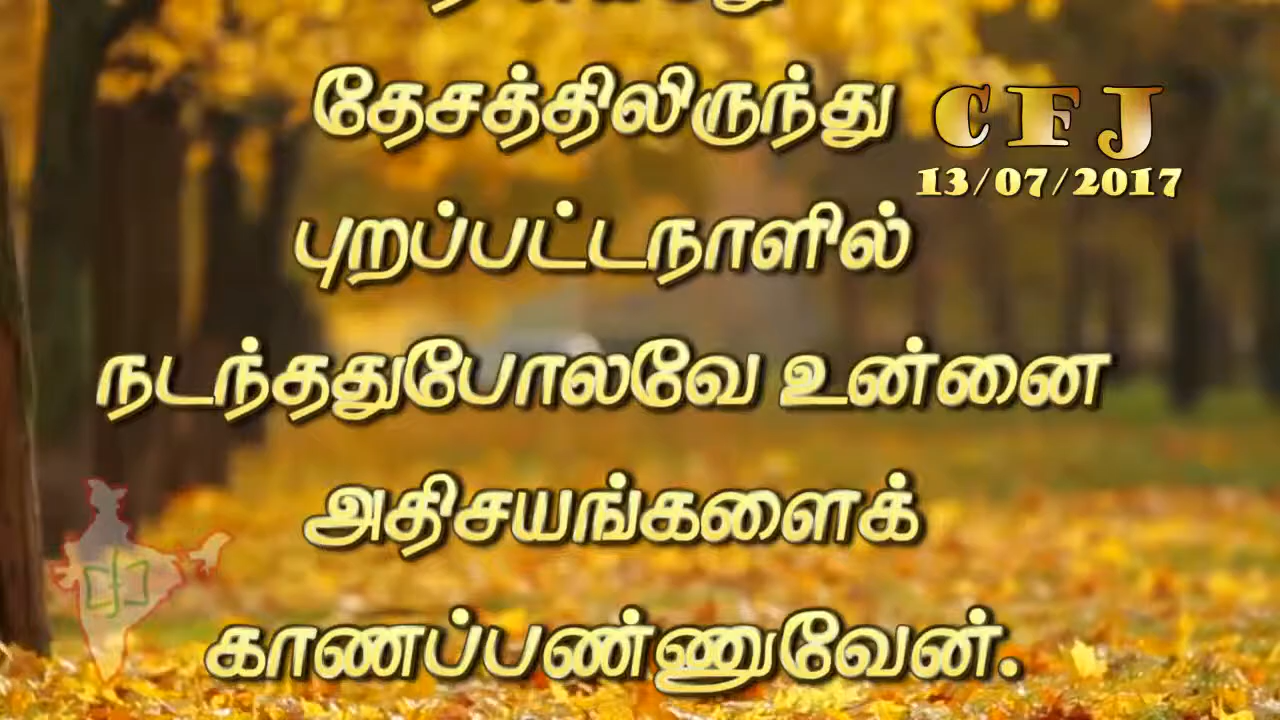 தேசத்திலிருந்து
CFJ
13/07/2017
புறப்பட்டநாளில்
நடந்ததுபோலவே உன்னை
அதிசயங்களைக்
காணப்பண்ணுவேன்.